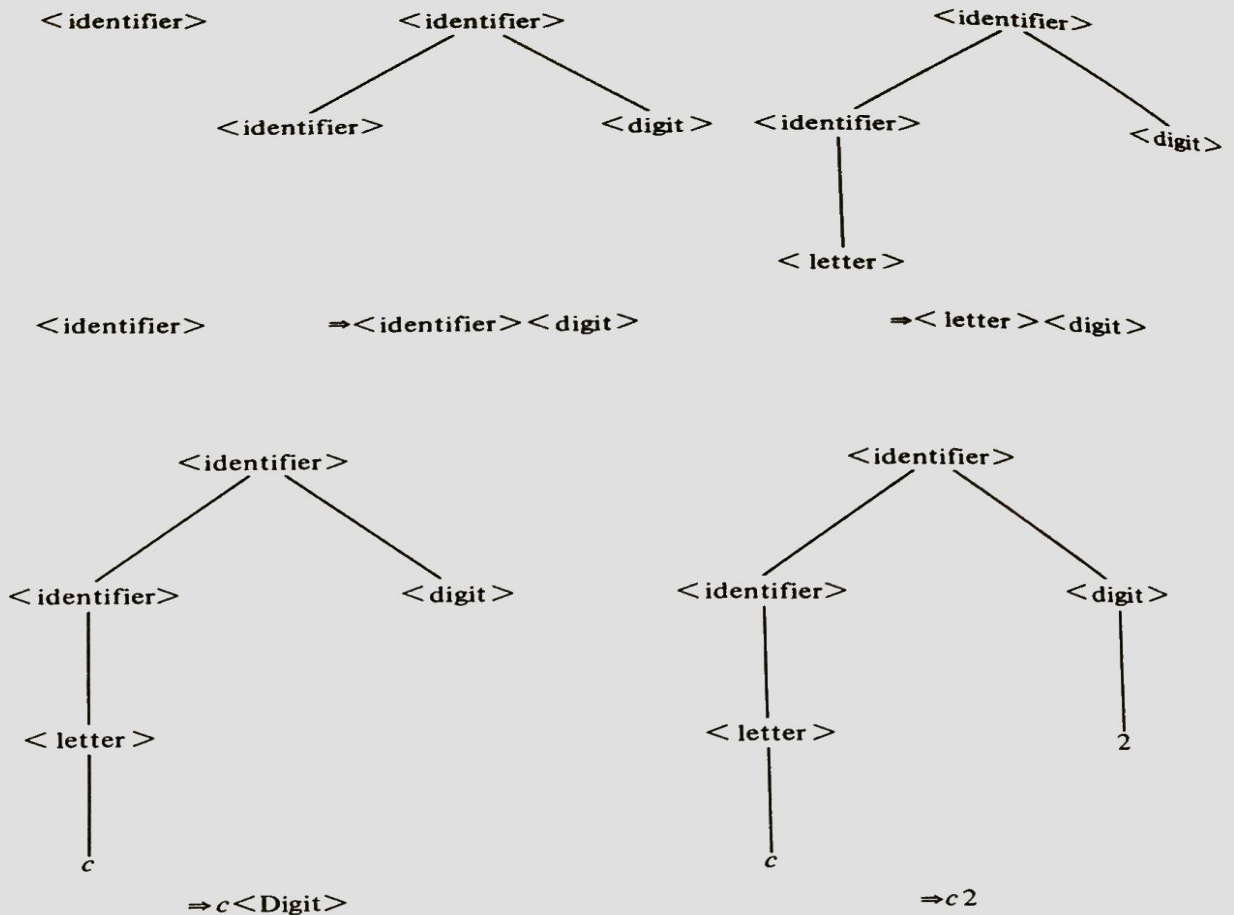 <identifier> <identifier> <identifier>
<identifier> <digit> <identifier> <digit>
< letter >
<identifier> ⇒<identifier><digit> ⇒< letter ><digit>
<identifier> <identifier>
<identifier> <digit> <identifier> <digit>
< letter > < letter > 2
c c
⇒c<Digit> ⇒c2